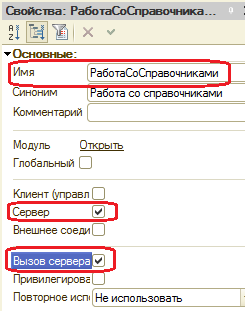 Свойства: РаботаСоСправочника...
Основные:
Имя РаботаСоСправочниками
Синоним Работа со справочниками
Комментарий
Модуль Открыть
Глобальный
Клиент (управл
Сервер
Внешнее соеди
Вызов сервера
Привилегирова
Повторное исп Не использовать